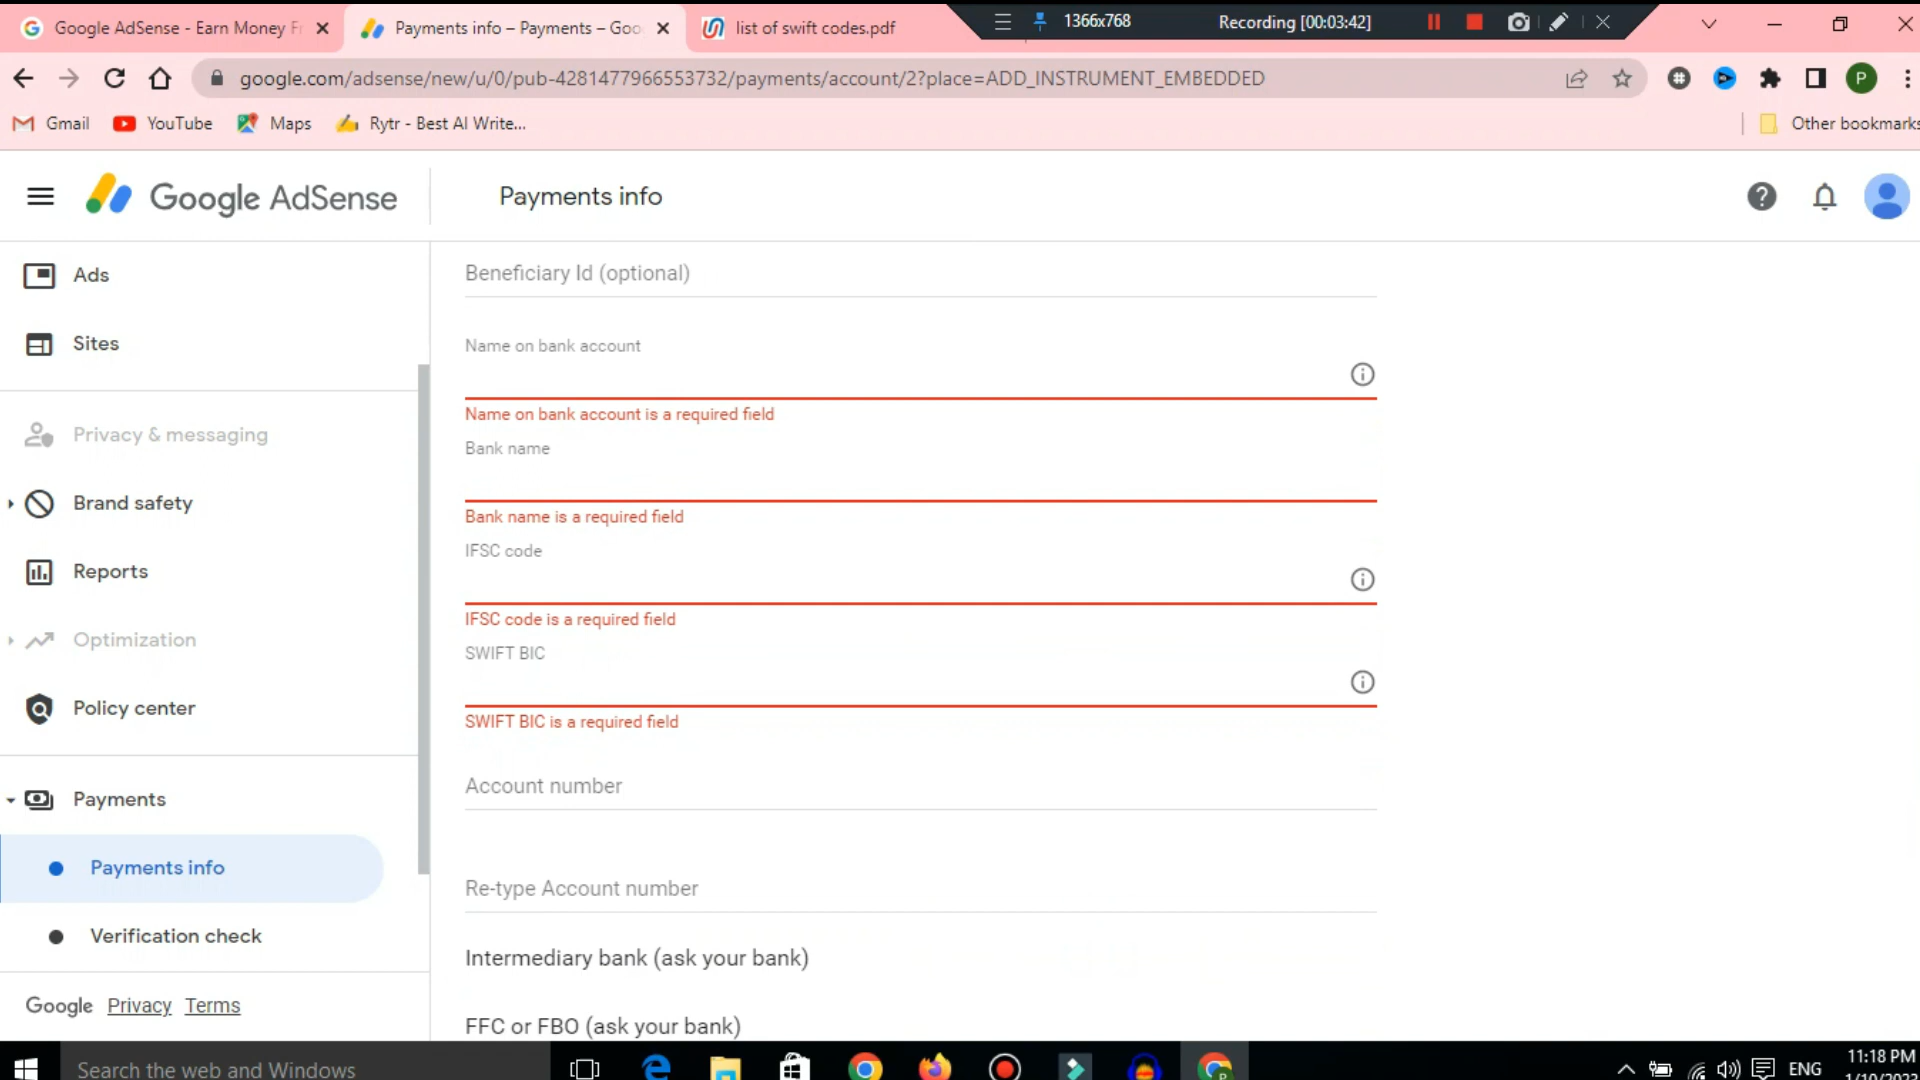 Google AdSense - Earn Money Fr
Payments info – Payments – Goo
list of swift codes.pdf
1366x768
Recording [00:03:42]
google.com/adsense/new/u/0/pub-4281477966553732/payments/account/2?place=ADD_INSTRUMENT_EMBEDDED
P
Gmail
YouTube
Maps
Rytr - Best AI Write...
Other bookmarks
Google AdSense
Payments info
Ads
Sites
Privacy & messaging
Brand safety
Reports
Optimization
Policy center
Payments
Payments info
Verification check
Google Privacy Terms
Beneficiary Id (optional)
Name on bank account
Name on bank account is a required field
Bank name
Bank name is a required field
IFSC code
IFSC code is a required field
SWIFT BIC
SWIFT BIC is a required field
Account number
Re-type Account number
Intermediary bank (ask your bank)
FFC or FBO (ask your bank)
Search the web and Windows
ENG
11:18 PM